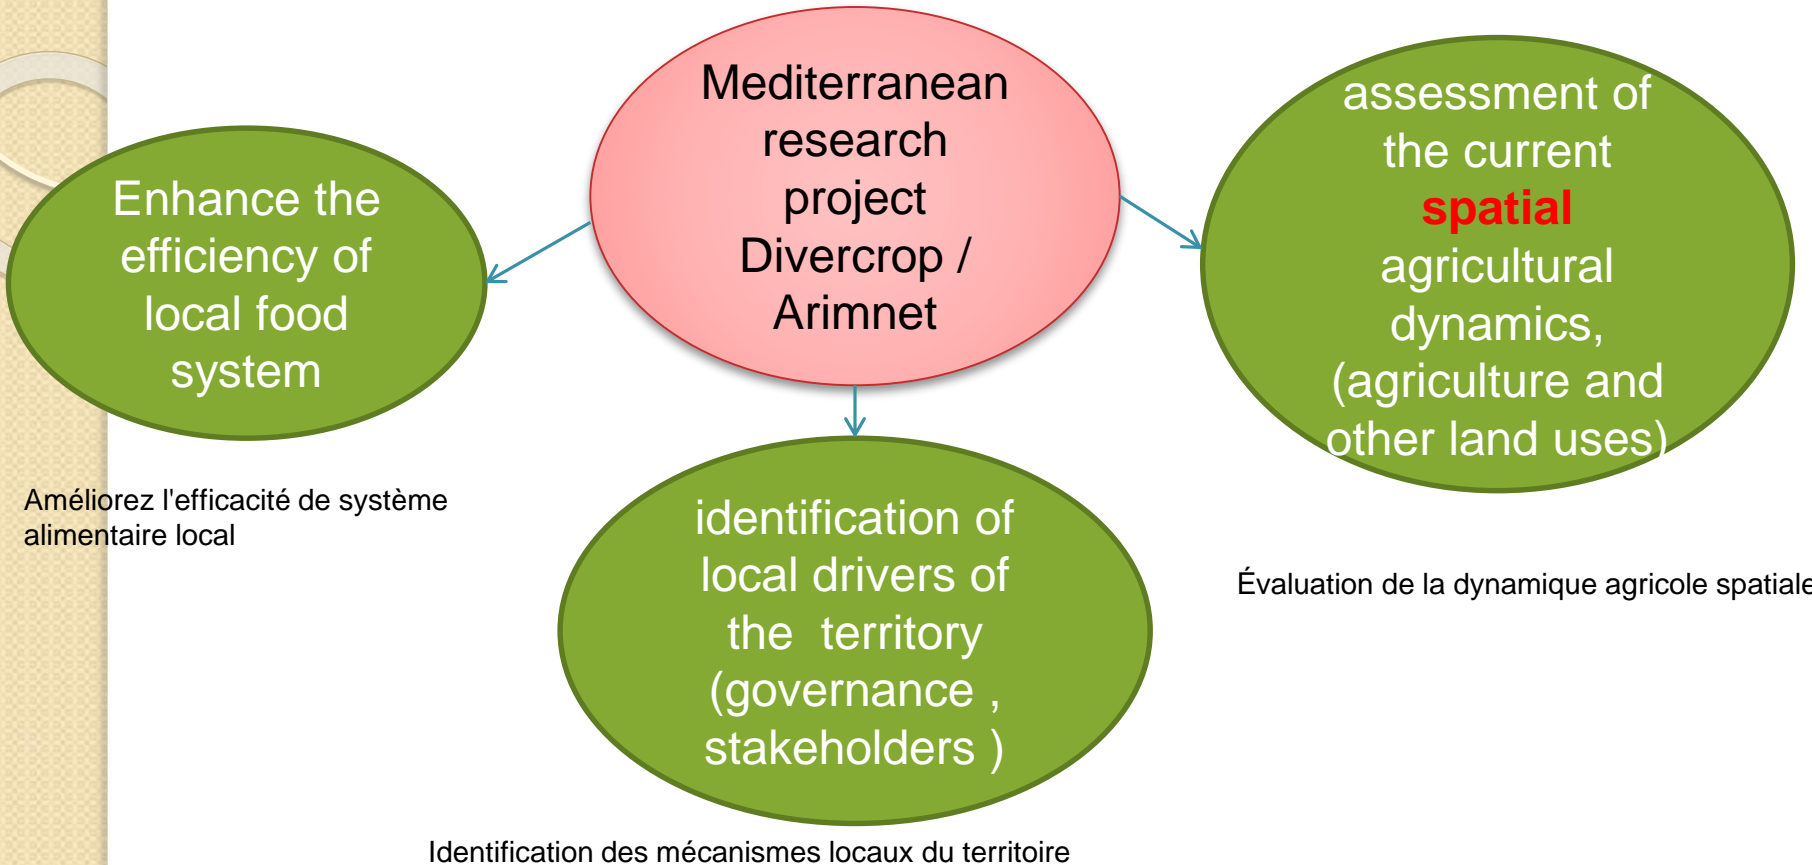 Mediterranean
research
project
Divercrop /
Arimnet
Enhance the
efficiency of
local food
system
Améliorez l'efficacité de système
alimentaire local
identification of
local drivers of
the territory
(governance ,
stakeholders )
Identification des mécanismes locaux du territoire
assessment of
the current
spatial
agricultural
dynamics,
(agriculture and
other land uses)
Évaluation de la dynamique agricole spatiale